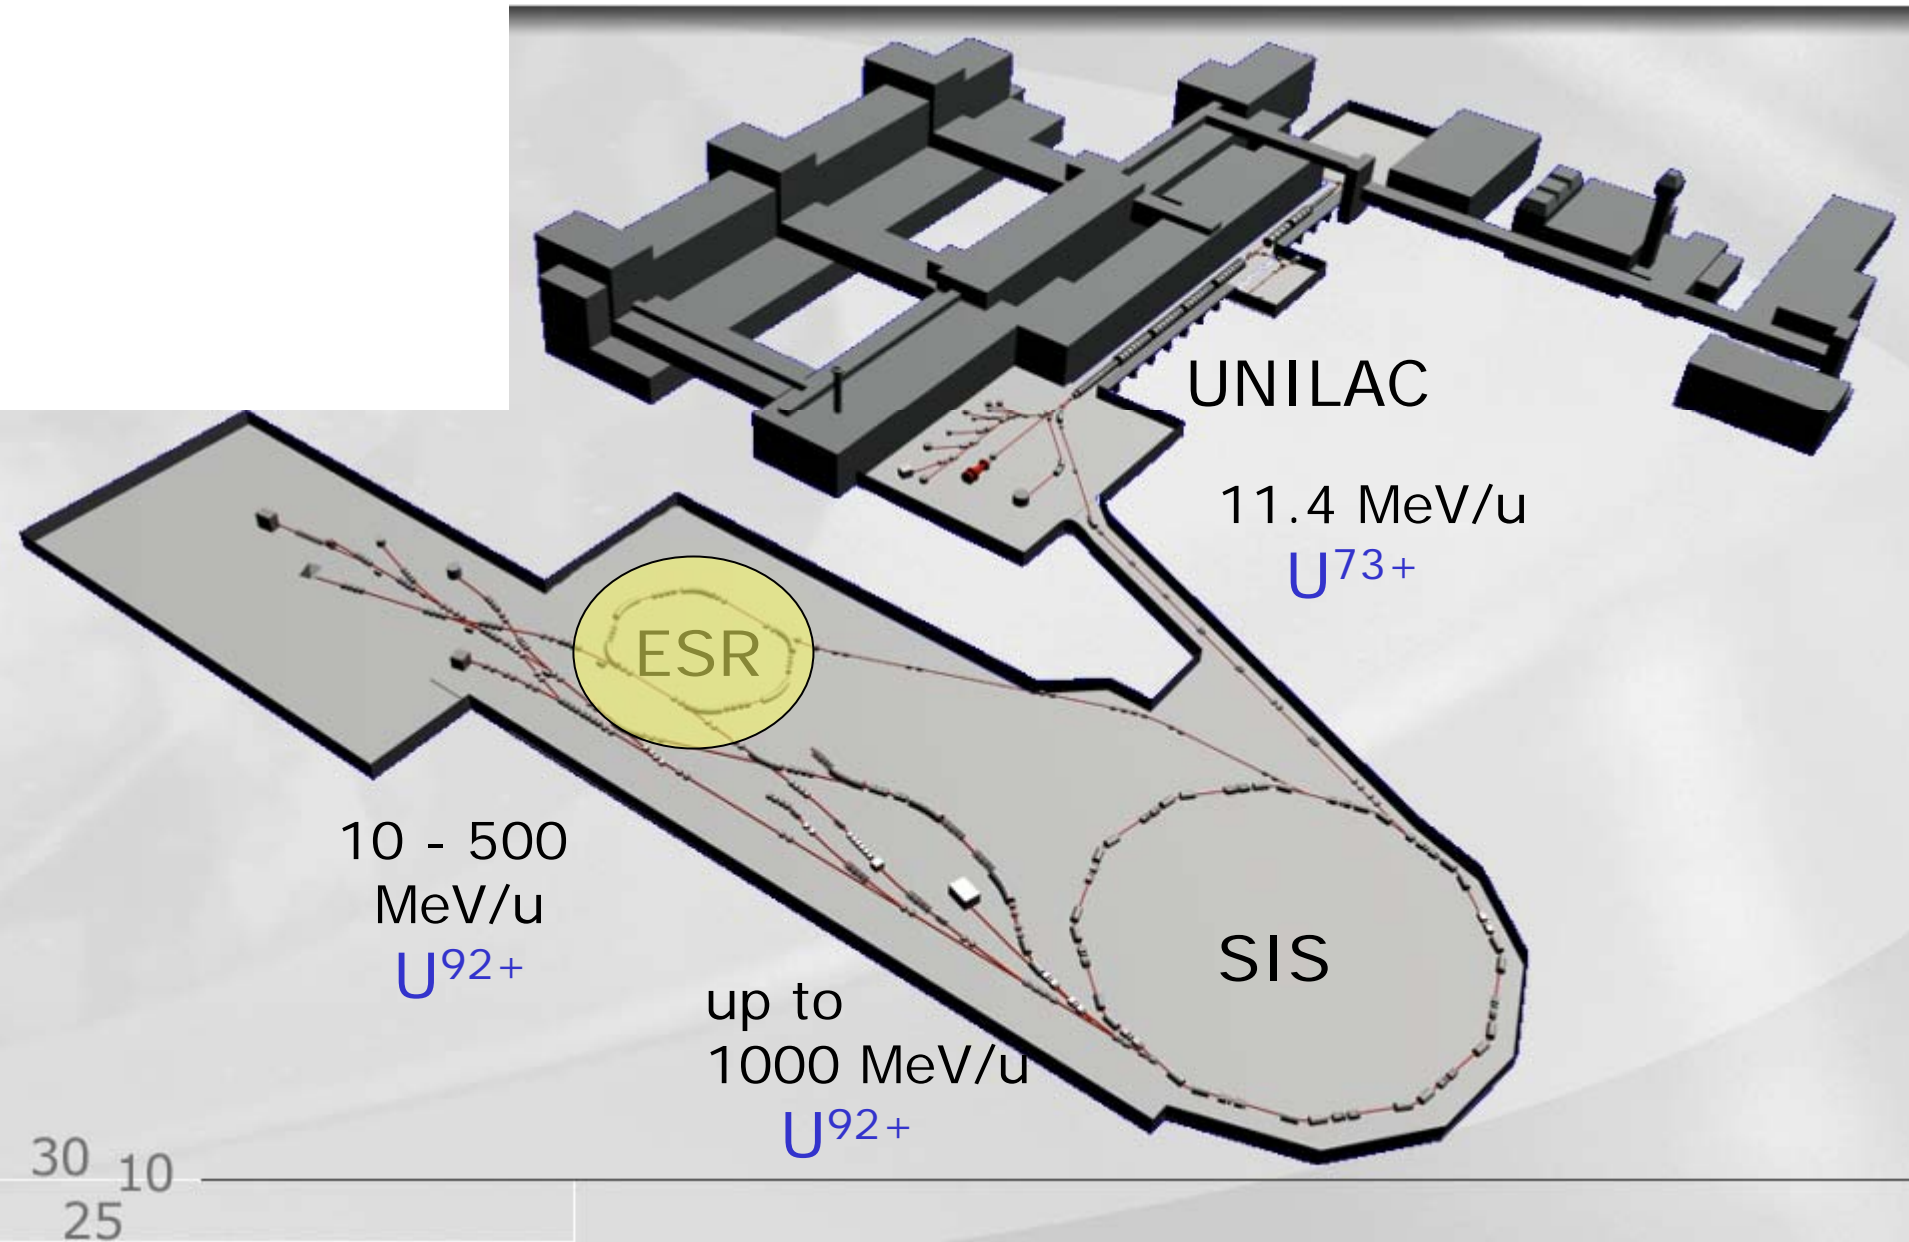 UNILAC
11.4 MeV/u
U73+
ESR
10 - 500
MeV/u
U92+
SIS
up to
1000 MeV/u
U92+
30 10
25